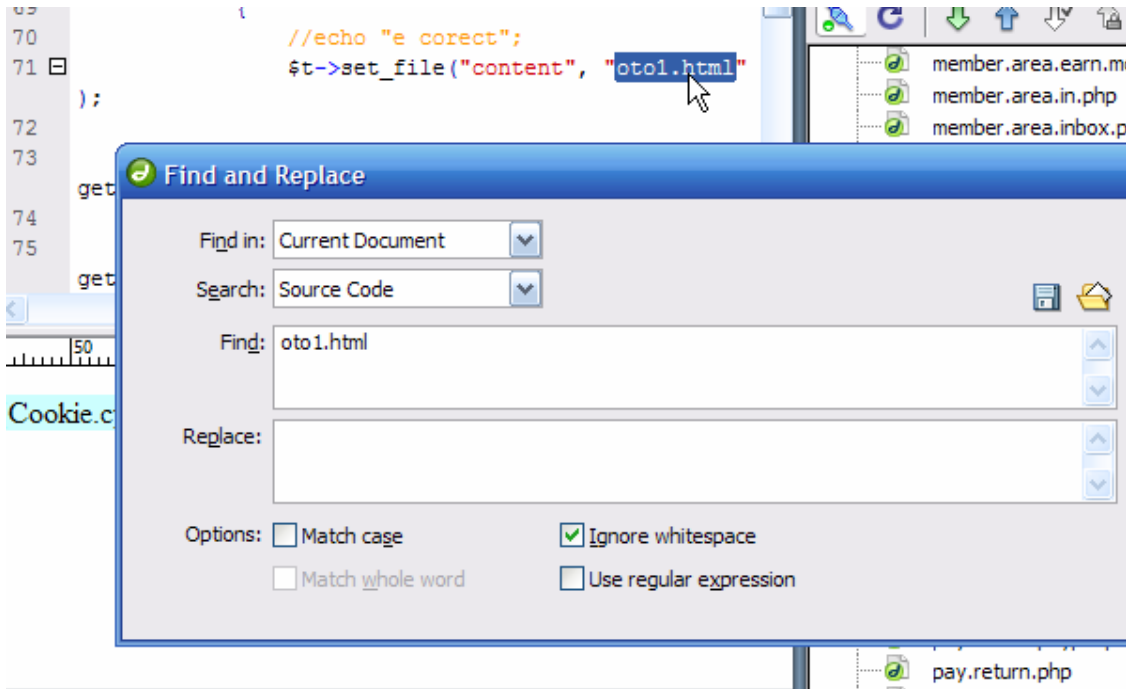 69 {
70 //echo "e corect";
71 $t->set_file("content", "oto1.html"
);
72
73
get
74
75
get
50
Cookie.c
member.area.earn.m
member.area.in.php
member.area.inbox.p
Find and Replace
Find in: Current Document
Search: Source Code
Find: oto1.html
Replace:
Options: Match case Ignore whitespace
Match whole word Use regular expression
pay.return.php